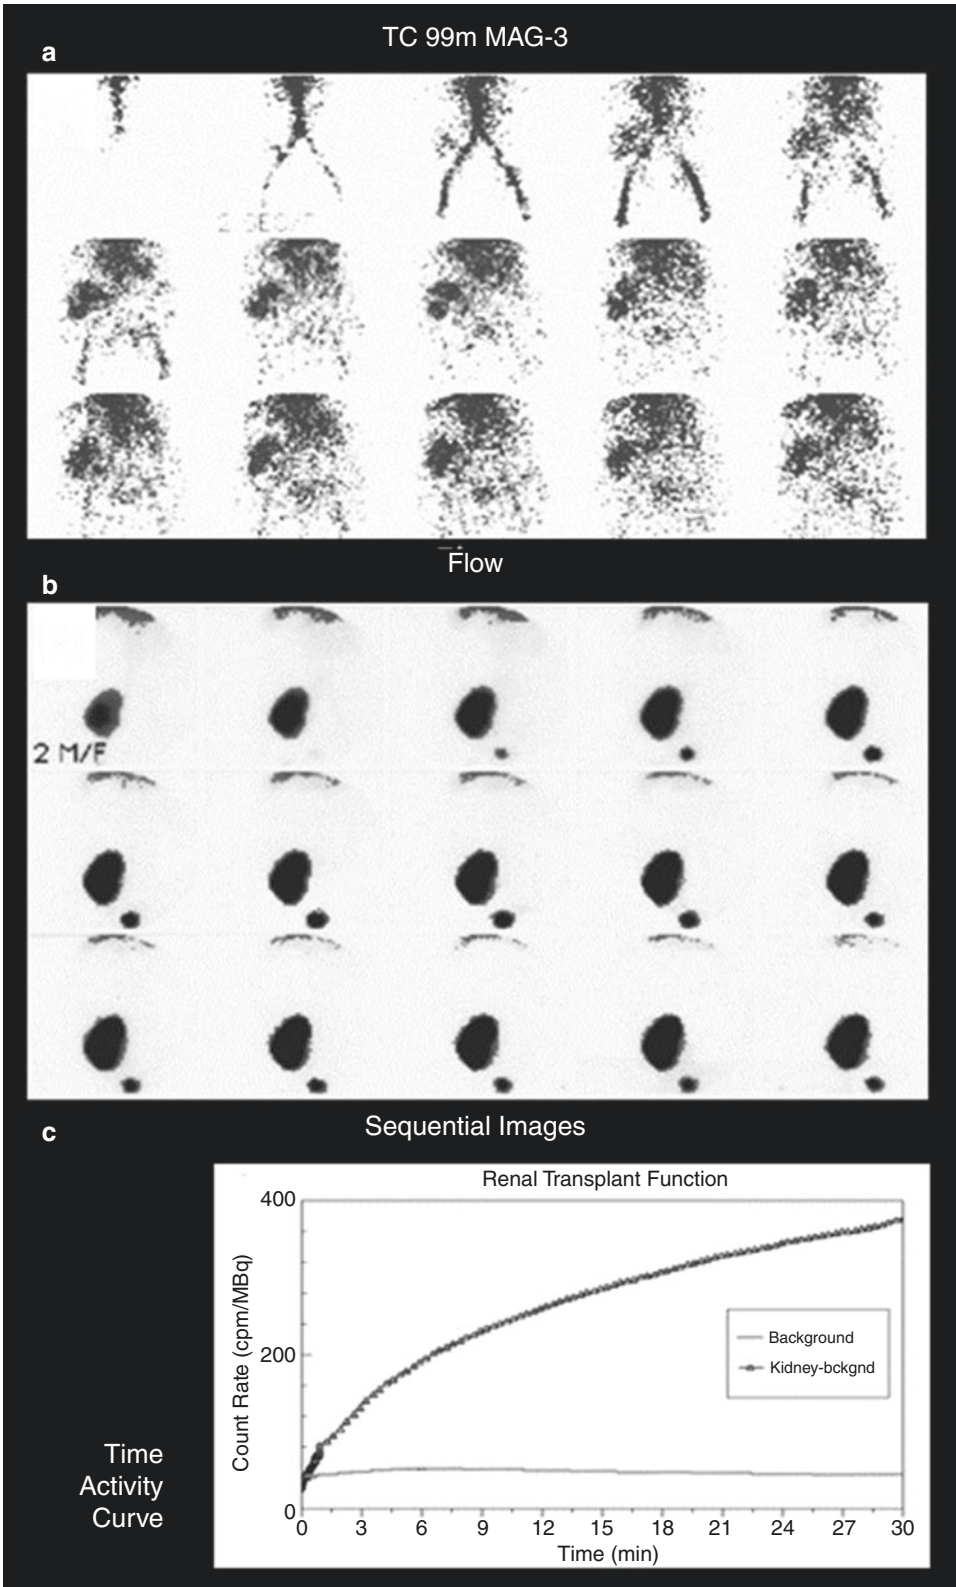 TC 99m MAG-3
a
Flow
b
2 M/F
Sequential Images
c
Renal Transplant Function
400
200
0
Count Rate (cpm/MBq)
Background
Kidney-bckgnd
0 3 6 9 12 15 18 21 24 27 30
Time (min)
Time
Activity
Curve